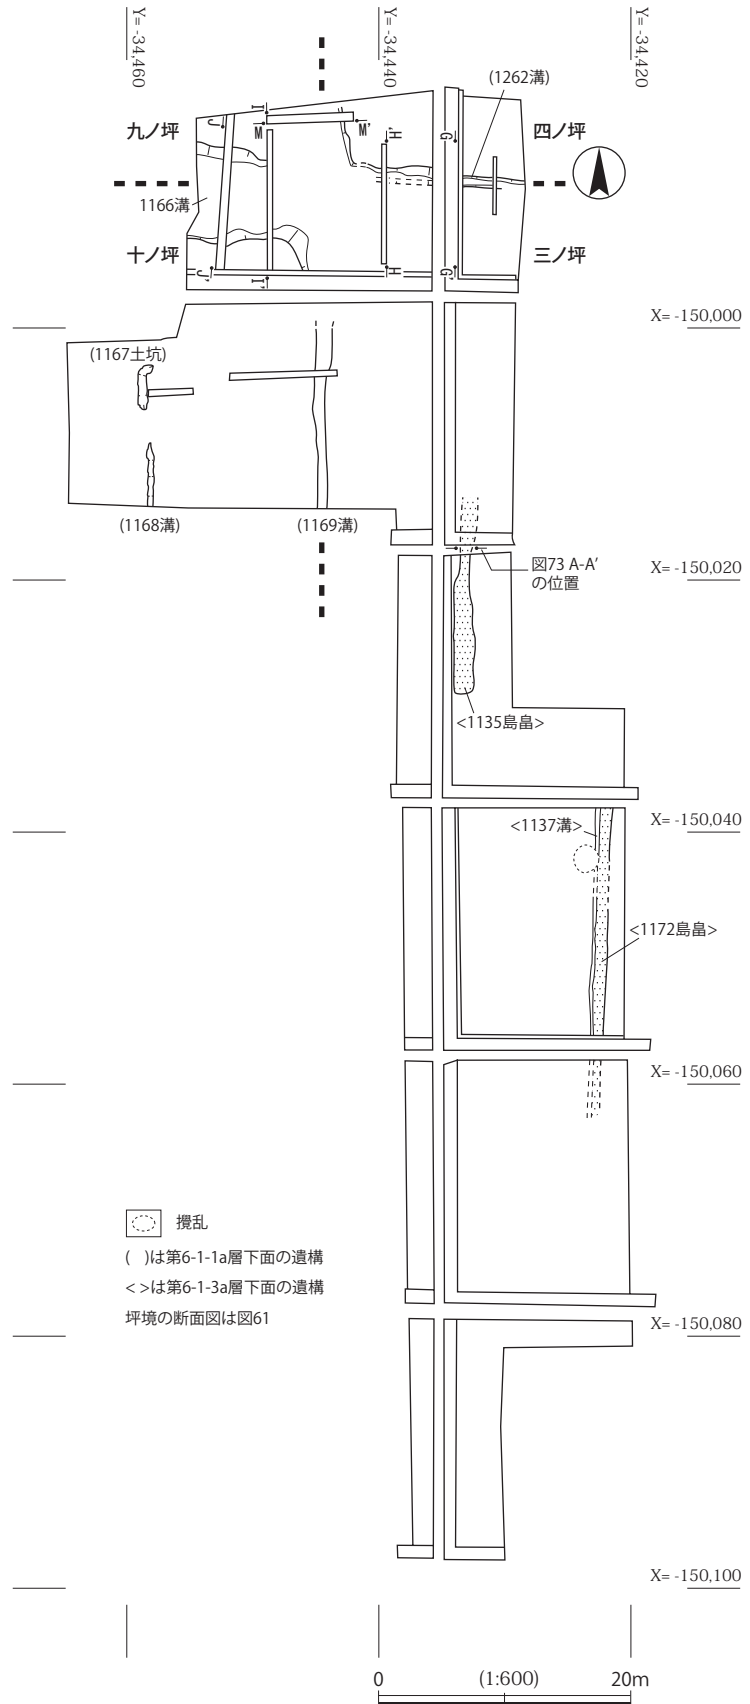 Y= -34,460
Y= -34,440
Y= -34,420
(1262溝)
九ノ坪
四ノ坪
I
J
M
M'
H'
G
1166溝
十ノ坪
三ノ坪
J'
I'
H
G'
X= -150,000
(1167土坑)
(1168溝)
(1169溝)
図73 A-A'
の位置
X= -150,020
<1135島畠>
X= -150,040
<1137溝>
<1172島畠>
X= -150,060
攪乱
( )は第6-1-1a層下面の遺構
< >は第6-1-3a層下面の遺構
坪境の断面図は図61
X= -150,080
X= -150,100
0
(1:600)
20m